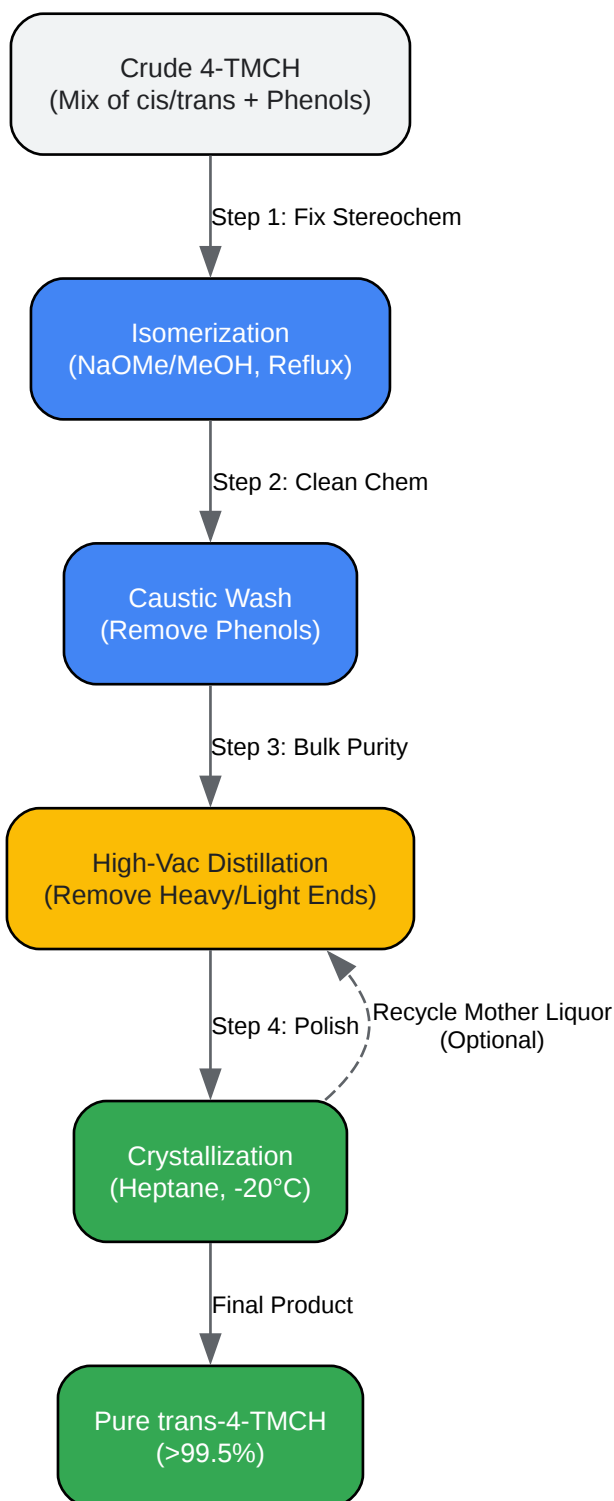 Crude 4-TMCH
(Mix of cis/trans + Phenols)
Step 1: Fix Stereochem
Isomerization
(NaOMe/MeOH, Reflux)
Step 2: Clean Chem
Caustic Wash
(Remove Phenols)
Step 3: Bulk Purity
High-Vac Distillation
(Remove Heavy/Light Ends)
Step 4: Polish
Recycle Mother Liquor
(Optional)
Crystallization
(Heptane, -20°C)
Final Product
Pure trans-4-TMCH
(>99.5%)